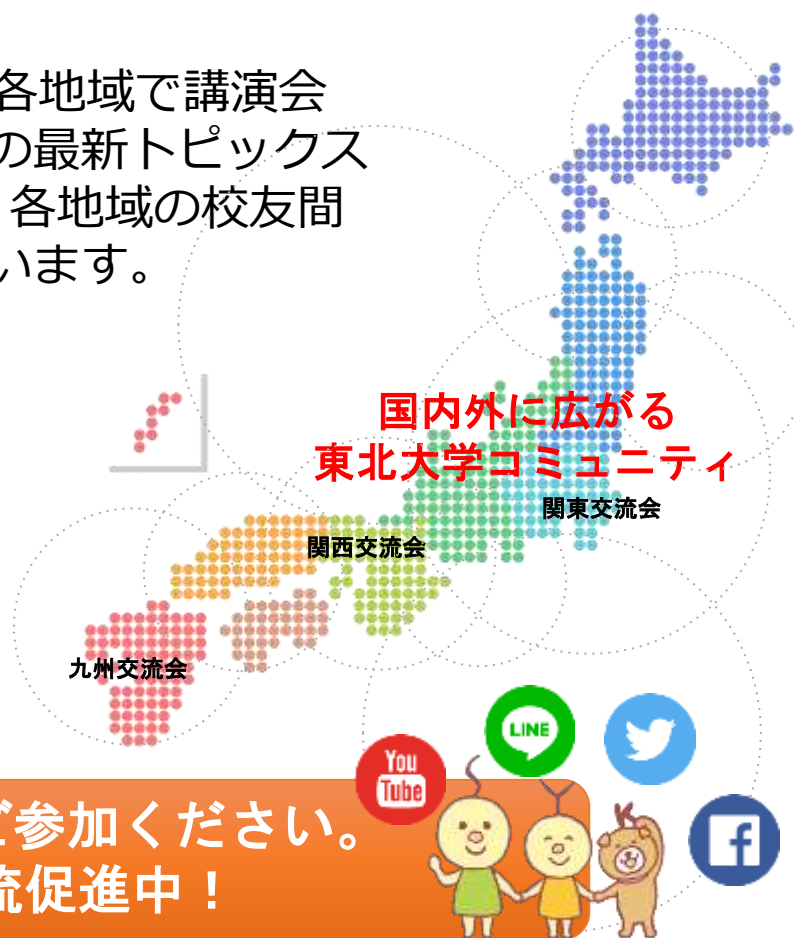 各地域で講演会
の最新トピックス
各地域の校友間
います。
国内外に広がる
東北大学コミュニティ
関東交流会
関西交流会
九州交流会
LINE
You
Tube
ご参加ください。
流促進中！